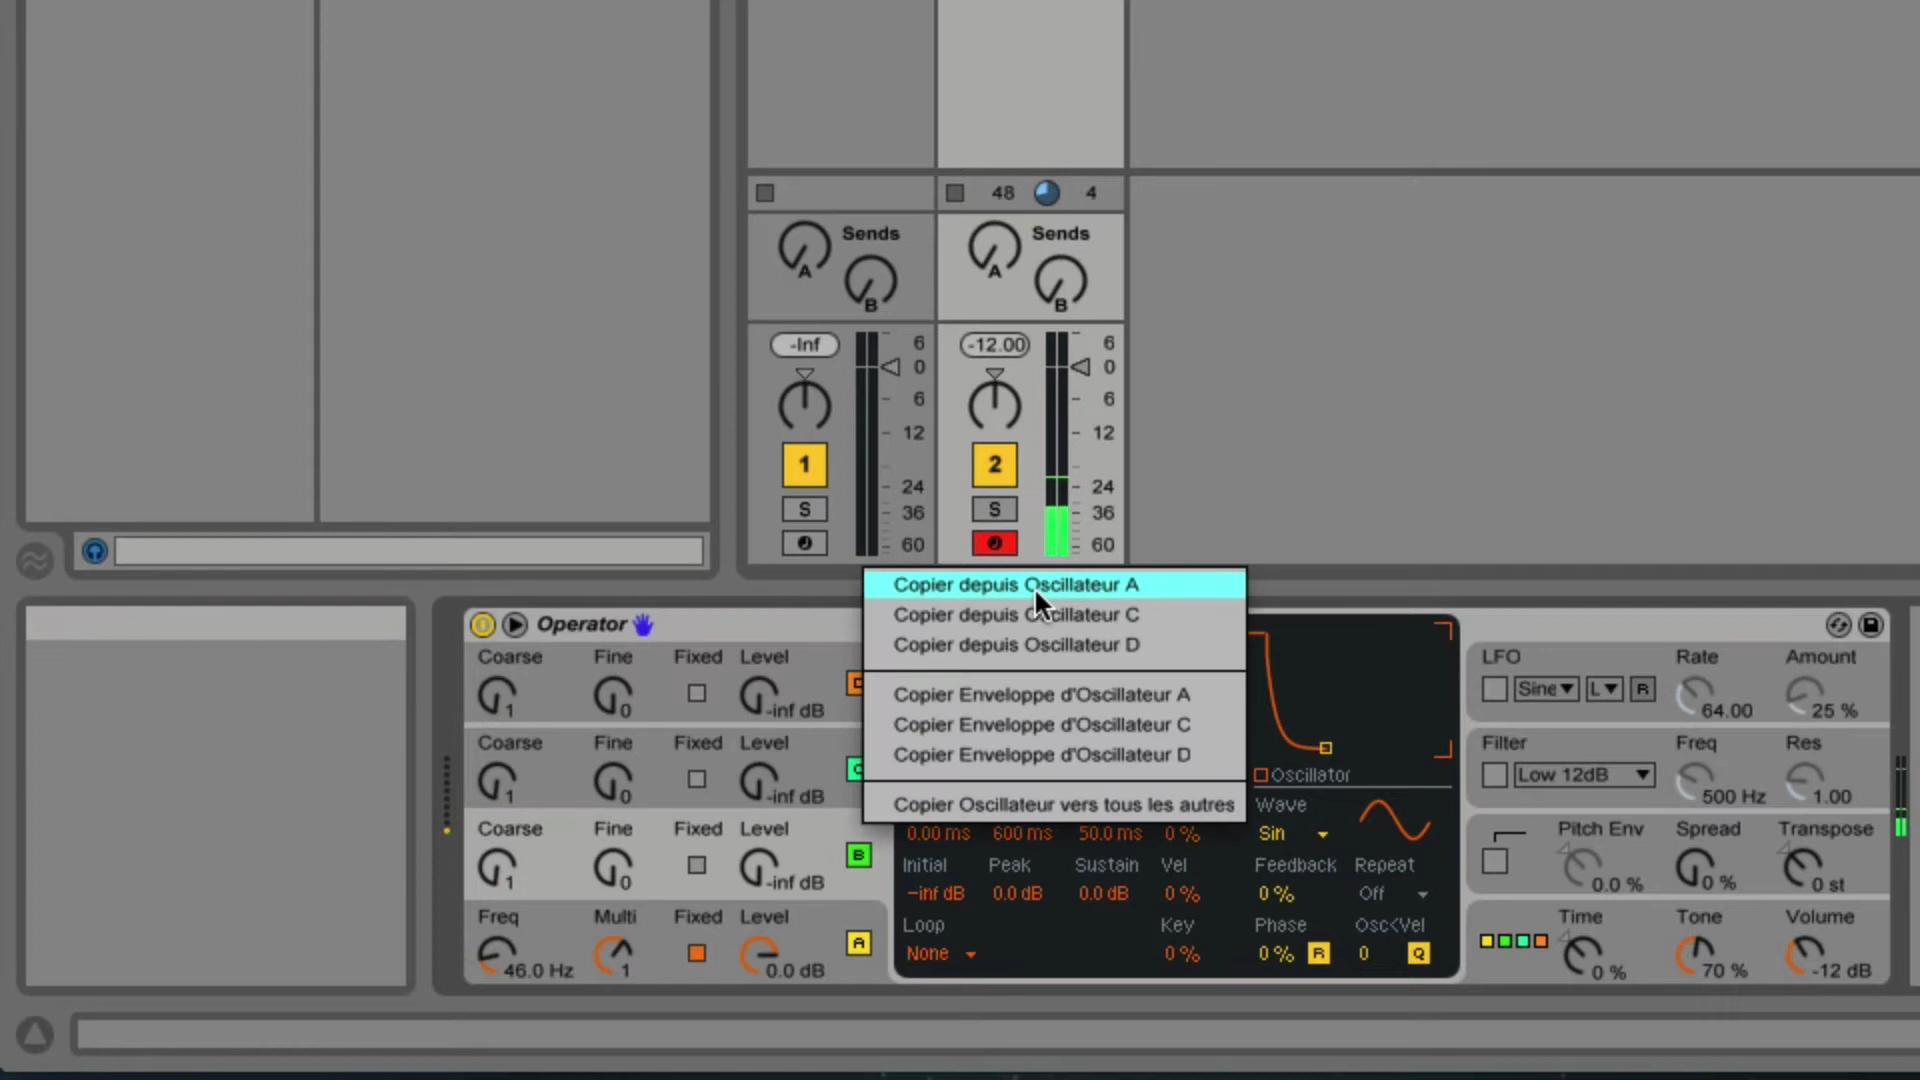 48 4
Sends Sends
A A
B B
-Inf 6 -12.00 6
0 0
6 6
12 12
1 2
24 24
S S
36 36
60 60
Copier depuis Oscillateur A
Copier depuis Oscillateur C
Copier depuis Oscillateur D
Copier Enveloppe d'Oscillateur A
Copier Enveloppe d'Oscillateur C
Copier Enveloppe d'Oscillateur D
Copier Oscillateur vers tous les autres
Operator
Coarse Fine Fixed Level
1 0 -inf dB
Coarse Fine Fixed Level
1 0 -inf dB
Coarse Fine Fixed Level
B
1 0 -inf dB
Freq Multi Fixed Level
A
46.0 Hz 1 0.0 dB
Oscillator
Wave
0.00 ms 600 ms 50.0 ms 0 % Sin
Initial Peak Sustain Vel Feedback Repeat
-inf dB 0.0 dB 0.0 dB 0 % 0 % Off
Loop Key Phase Osc<Vel
None 0 % 0 % R 0 Q
LFO Rate Amount
Sine L R
64.00 25 %
Filter Freq Res
Low 12dB
500 Hz 1.00
Pitch Env Spread Transpose
0.0 % 0 % 0 st
Time Tone Volume
0 % 70 % -12 dB